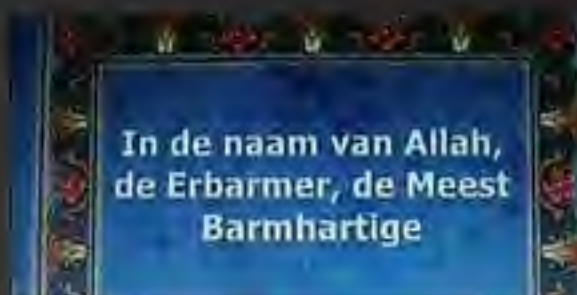 In de naam van Allah,
de Erbarmer, de Meest
Barmhartige